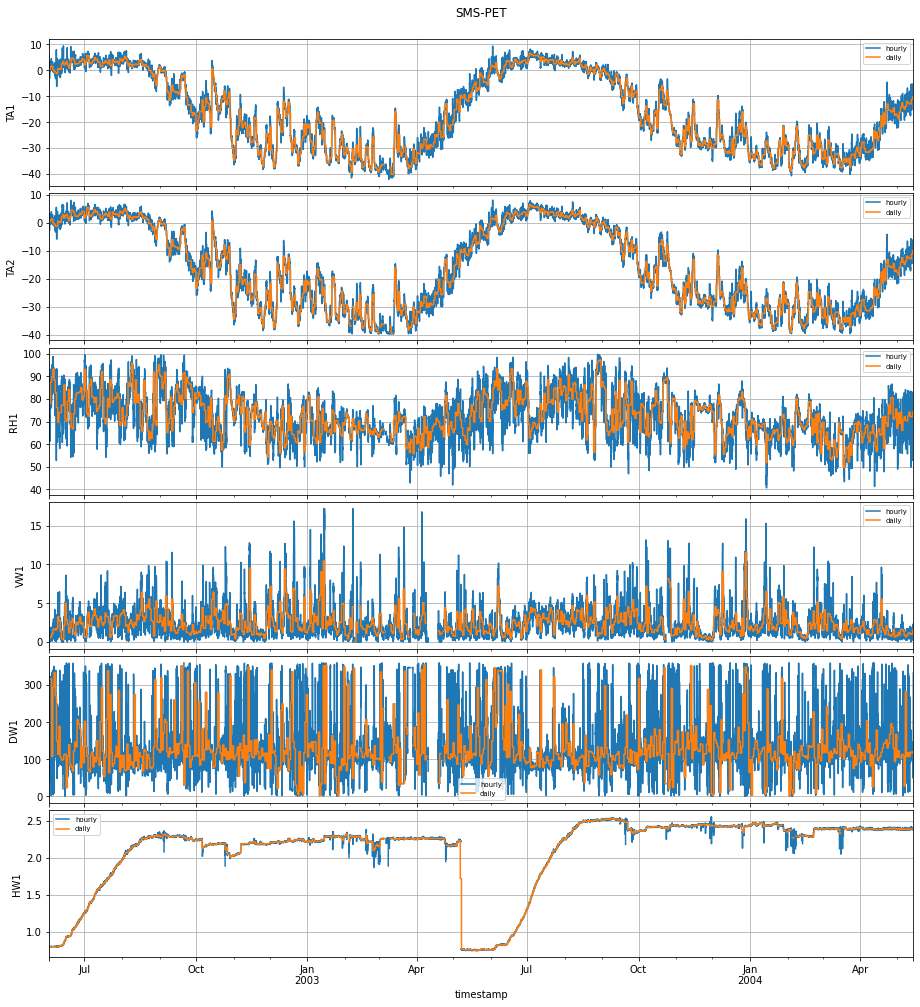 SMS-PET
TA1
10
0
−10
−20
−30
−40
hourly
daily
TA2
10
0
−10
−20
−30
−40
hourly
daily
RH1
100
90
80
70
60
50
40
hourly
daily
VW1
15
10
5
0
hourly
daily
DW1
300
200
100
0
hourly
daily
HW1
2.5
2.0
1.5
1.0
hourly
daily
Jul Oct Jan Apr Jul Oct Jan Apr
2003 2004
timestamp